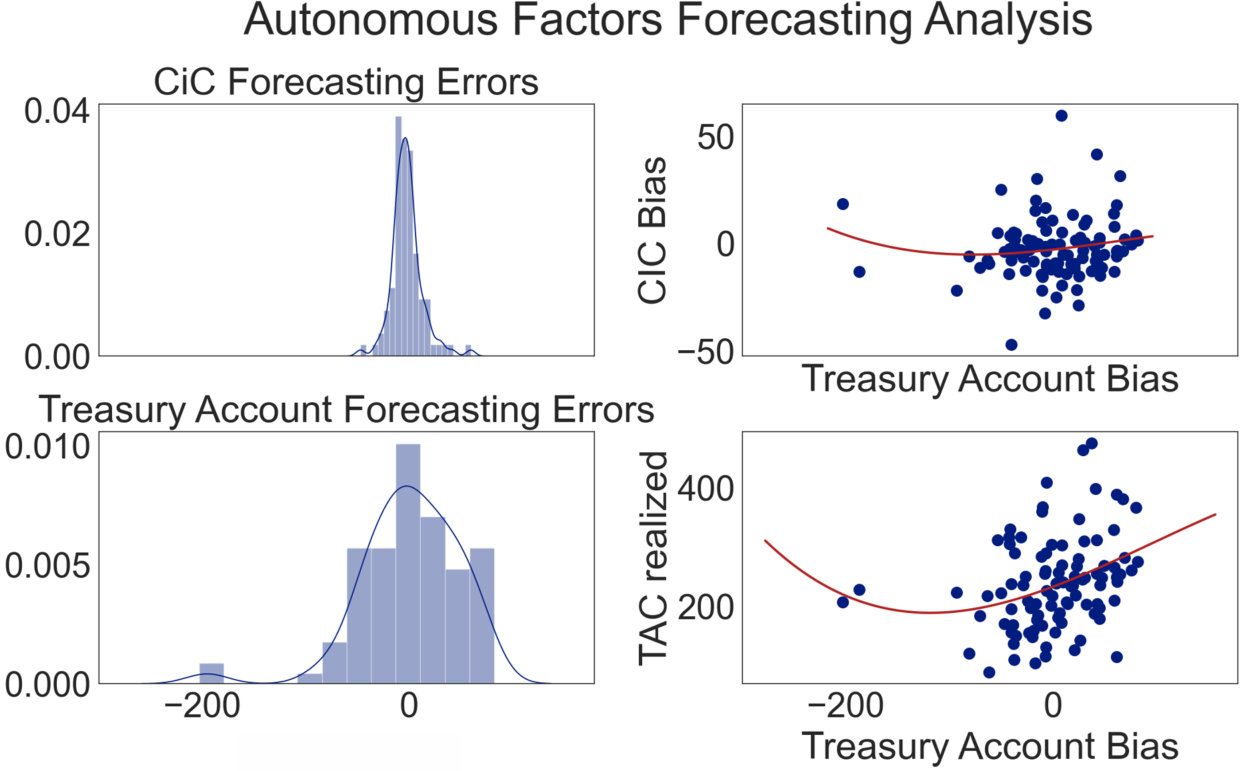 Autonomous Factors Forecasting Analysis
CiC Forecasting Errors
0.04
0.02
0.00
CIC Bias
50
0
−50
Treasury Account Bias
Treasury Account Forecasting Errors
0.010
0.005
0.000
−200 0
TAC realized
400
200
−200 0
Treasury Account Bias